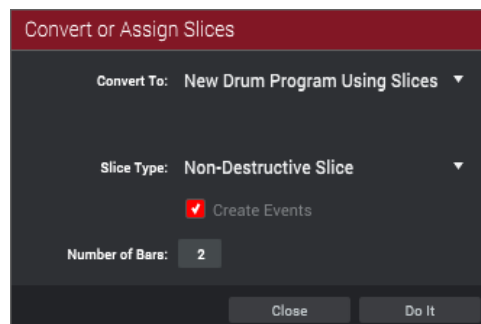 Convert or Assign Slices
Convert To: New Drum Program Using Slices
Slice Type: Non-Destructive Slice
Create Events
Number of Bars: 2
Close Do It